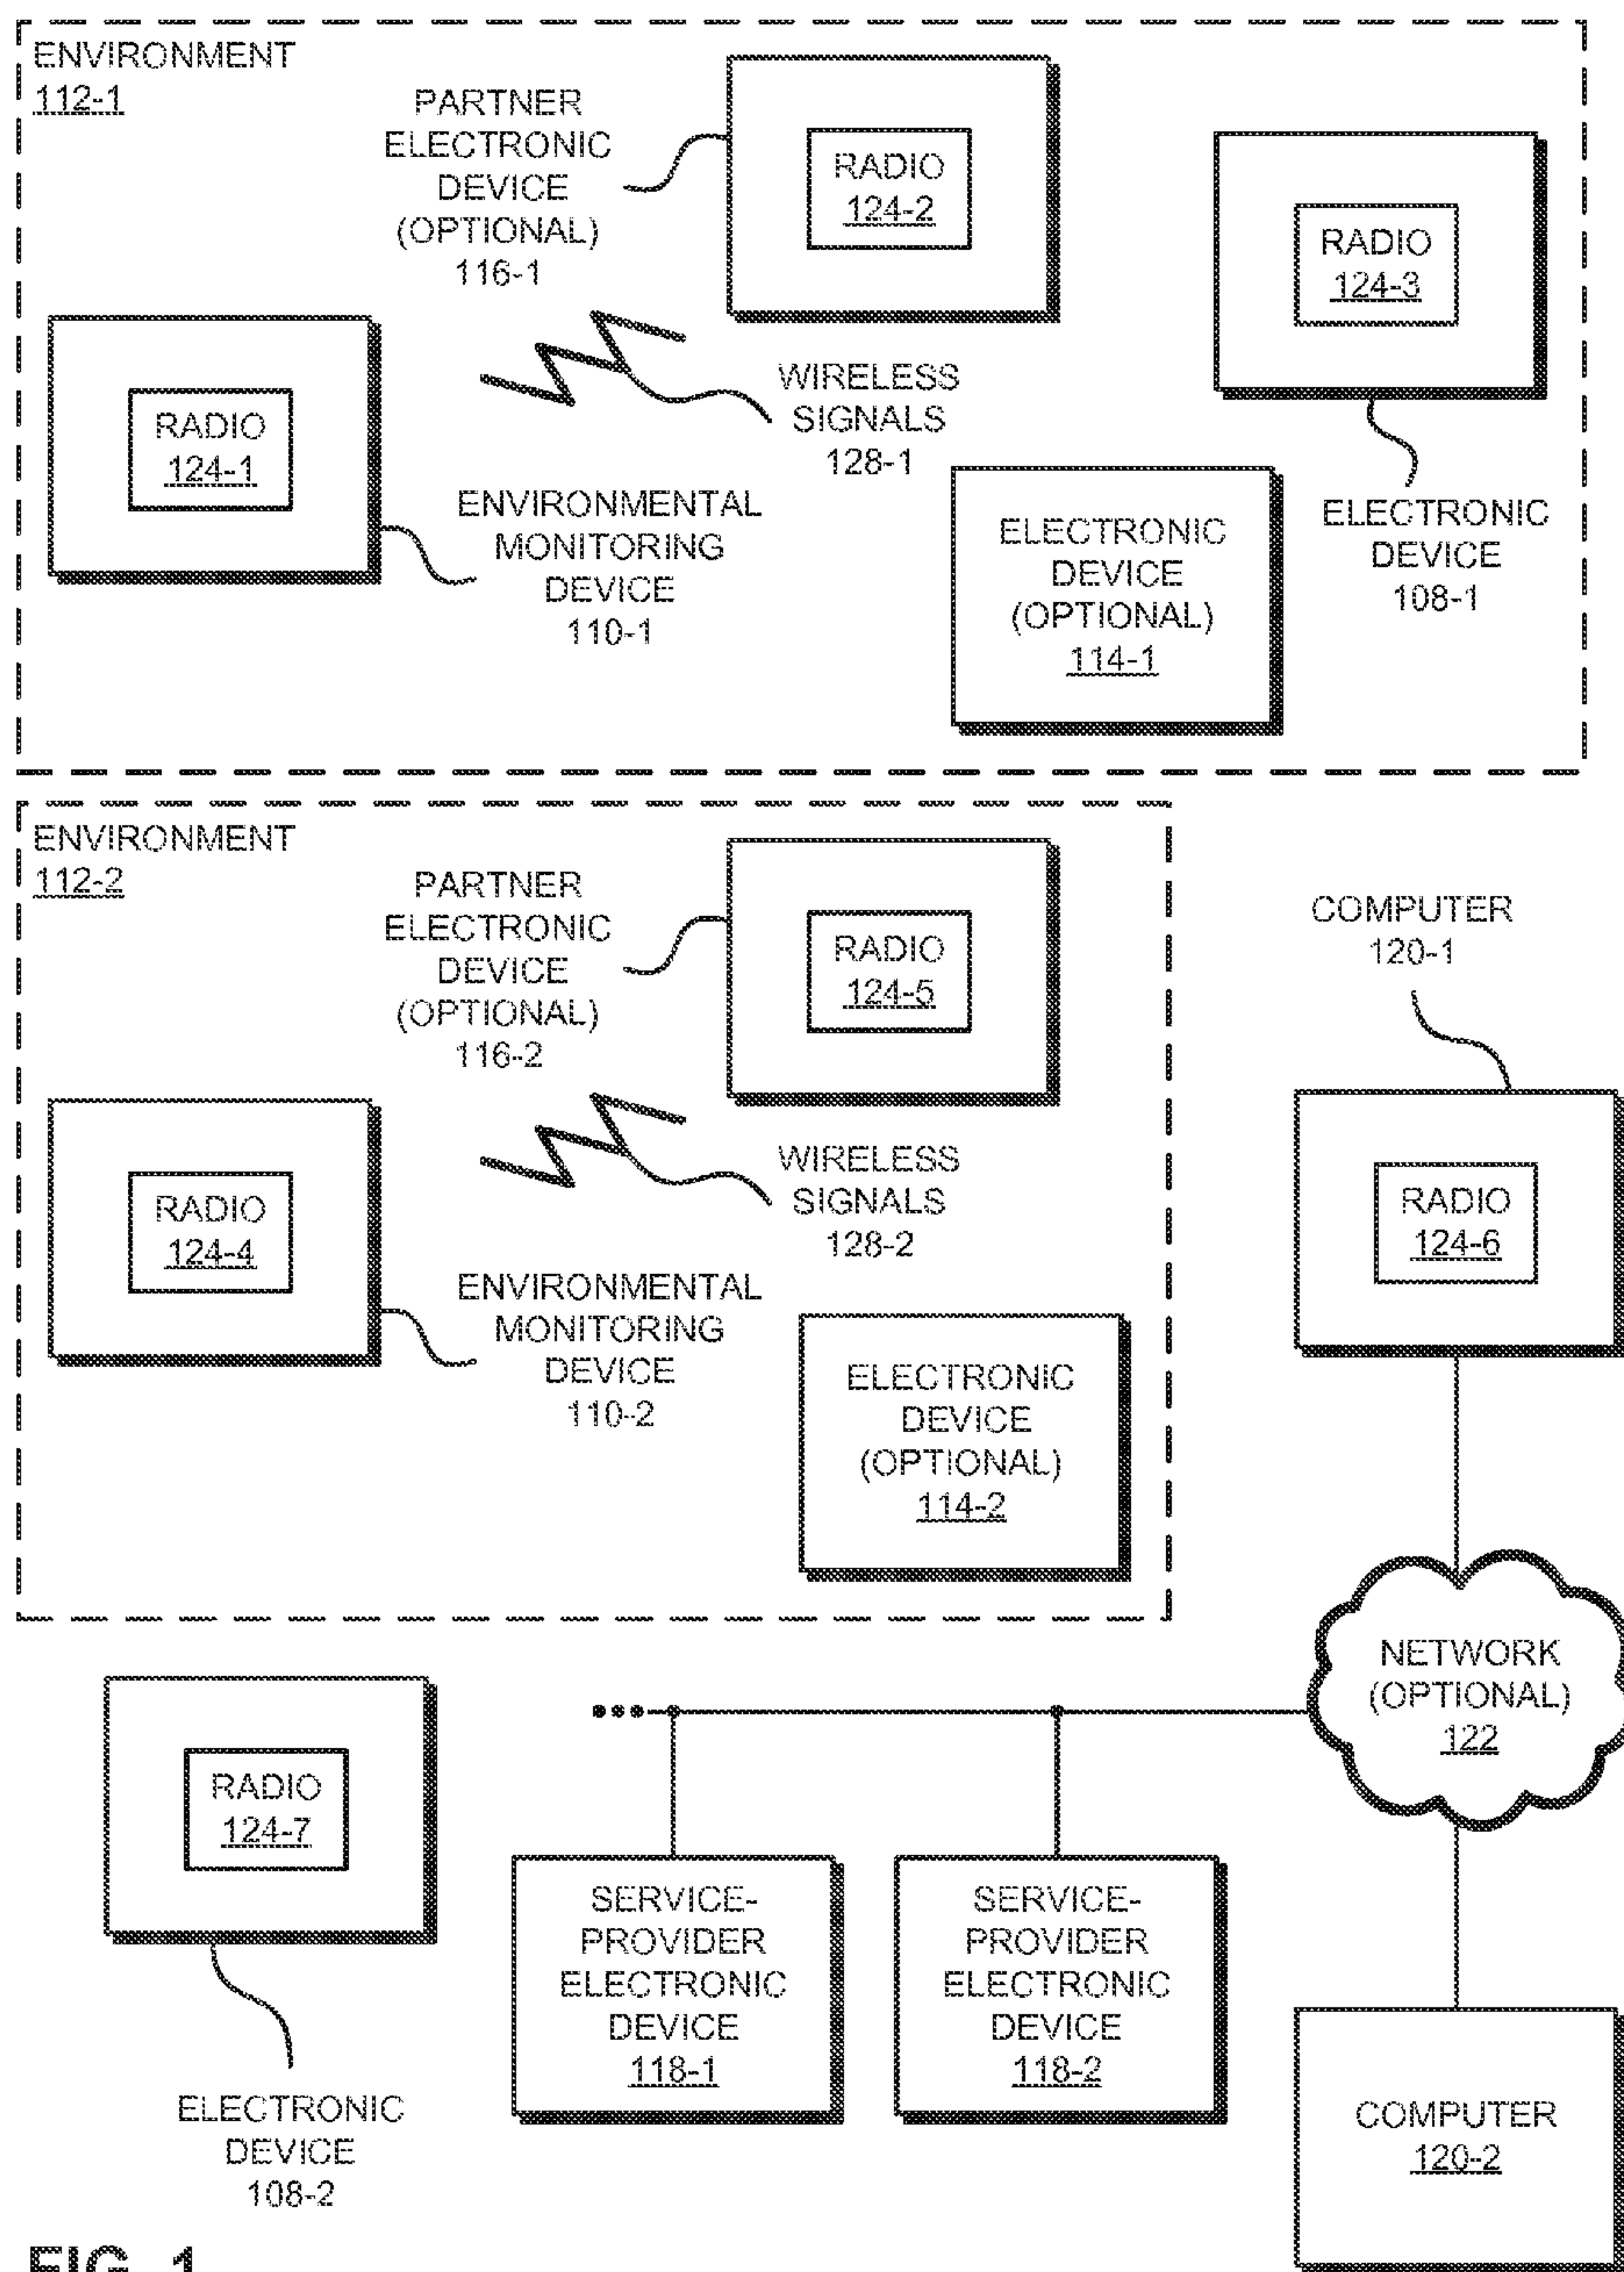 ENVIRONMENT
112-1
PARTNER
ELECTRONIC
DEVICE
(OPTIONAL)
116-1
RADIO
124-2
RADIO
124-3
RADIO
124-1
WIRELESS
SIGNALS
128-1
ENVIRONMENTAL
MONITORING
DEVICE
110-1
ELECTRONIC
DEVICE
(OPTIONAL)
114-1
ELECTRONIC
DEVICE
108-1
ENVIRONMENT
112-2
PARTNER
ELECTRONIC
DEVICE
(OPTIONAL)
116-2
RADIO
124-5
COMPUTER
120-1
RADIO
124-4
WIRELESS
SIGNALS
128-2
RADIO
124-6
ENVIRONMENTAL
MONITORING
DEVICE
110-2
ELECTRONIC
DEVICE
(OPTIONAL)
114-2
NETWORK
(OPTIONAL)
122
RADIO
124-7
SERVICE-
PROVIDER
ELECTRONIC
DEVICE
118-1
SERVICE-
PROVIDER
ELECTRONIC
DEVICE
118-2
ELECTRONIC
DEVICE
108-2
COMPUTER
120-2
FIG. 1